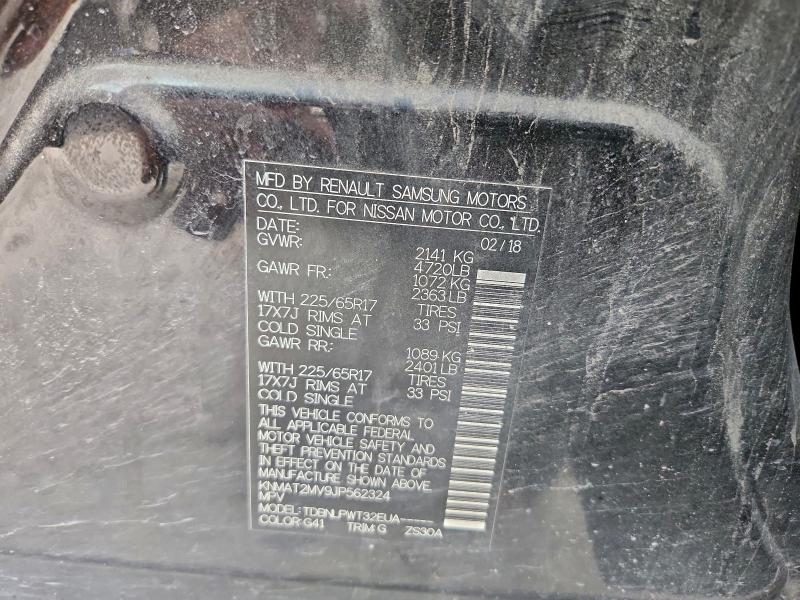 MFD BY RENAULT SAMSUNG MOTORS
CO., LTD. FOR NISSAN MOTOR CO., LTD.
DATE: 02/18
GVWR: 2141 KG
4720LB
GAWR FR.: 1072 KG
2363LB
WITH 225/65R17 TIRES
17X7J RIMS AT 33 PSI
COLD SINGLE
GAWR RR.: 1089 KG
2401LB
WITH 225/65R17 TIRES
17X7J RIMS AT 33 PSI
COLD SINGLE
THIS VEHICLE CONFORMS TO
ALL APPLICABLE FEDERAL
MOTOR VEHICLE SAFETY AND
THEFT PREVENTION STANDARDS
IN EFFECT ON THE DATE OF
MANUFACTURE SHOWN ABOVE.
KNMAT2MV9JP562324
MPV
MODEL: TDBNLPWT32EUA-----
COLOR: G41 TRIM: G ZS30A